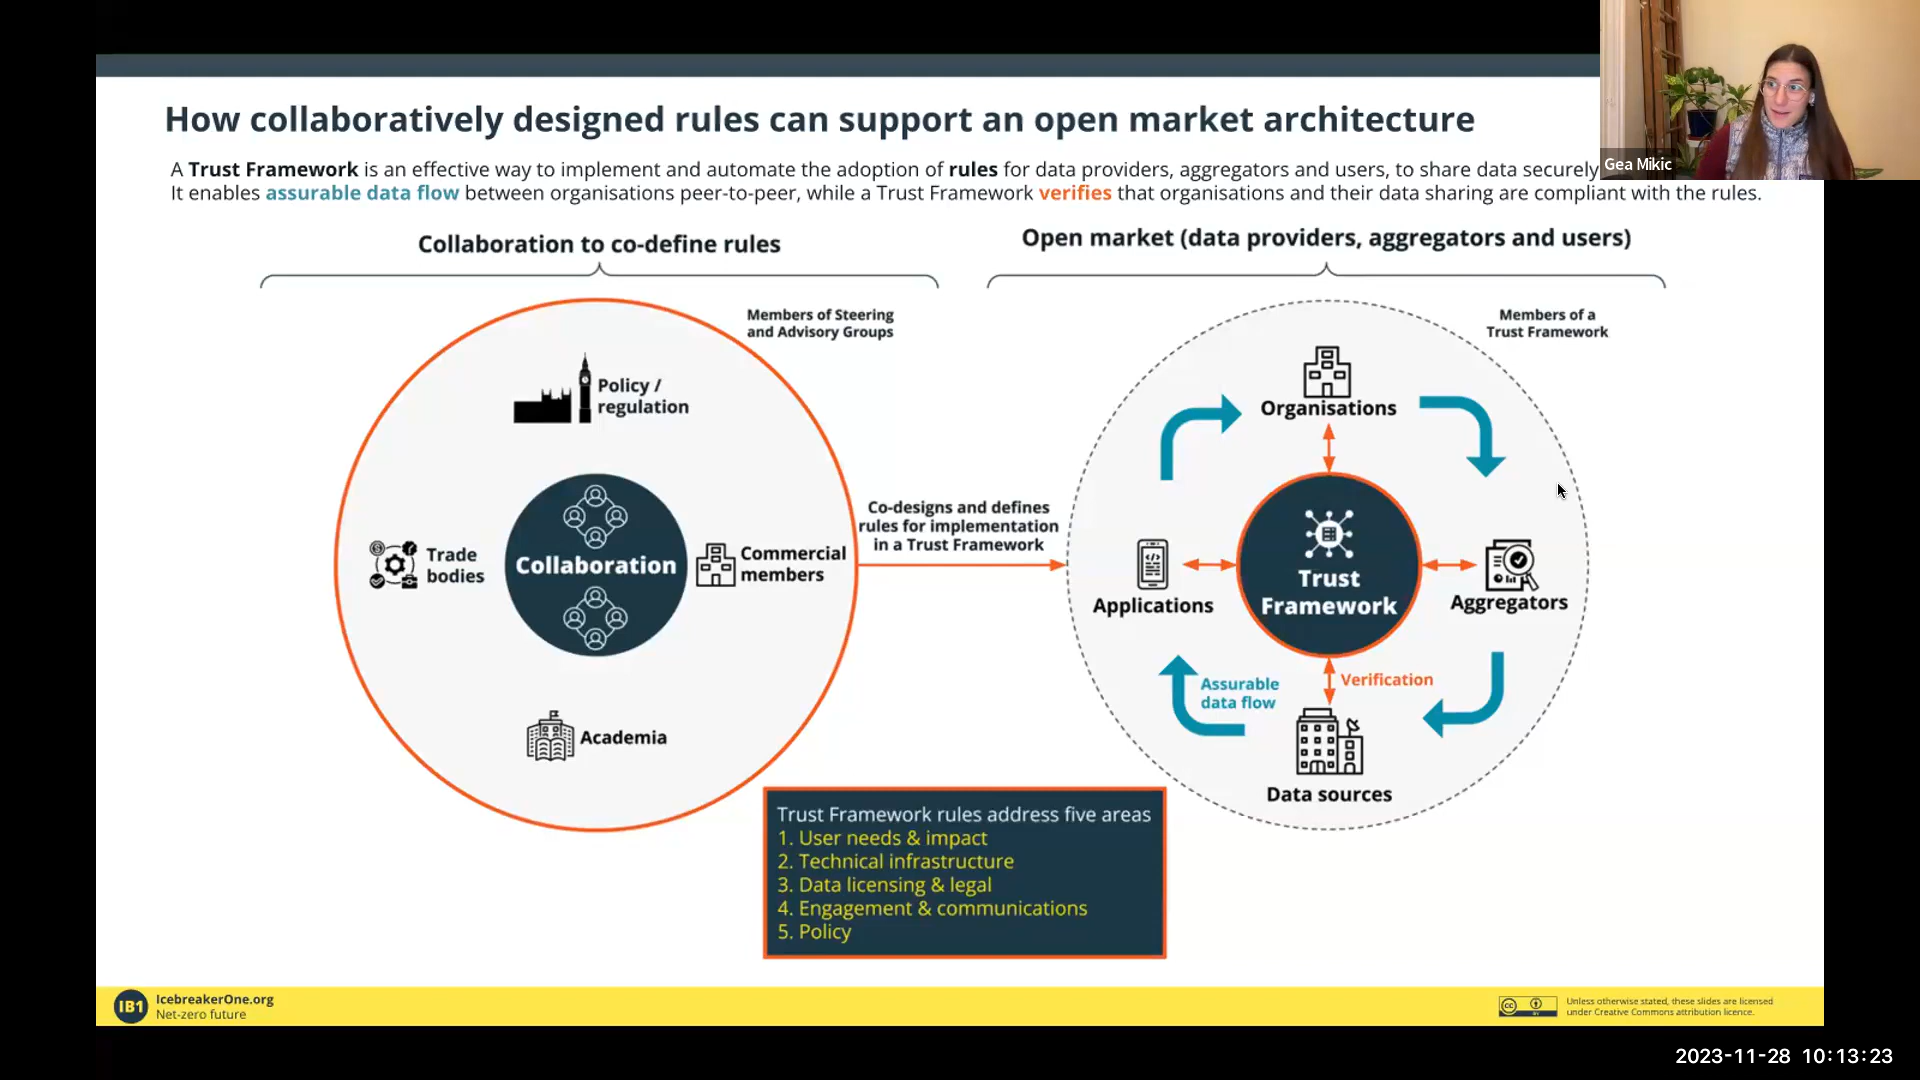 How collaboratively designed rules can support an open market architecture
A Trust Framework is an effective way to implement and automate the adoption of rules for data providers, aggregators and users, to share data securely
It enables assurable data flow between organisations peer-to-peer, while a Trust Framework verifies that organisations and their data sharing are compliant with the rules.
Gea Mikic
Collaboration to co-define rules
Members of Steering
and Advisory Groups
Policy /
regulation
Trade
bodies
Collaboration
Commercial
members
Academia
Co-designs and defines
rules for implementation
in a Trust Framework
Open market (data providers, aggregators and users)
Members of a
Trust Framework
Organisations
Applications
Trust
Framework
Aggregators
Assurable
data flow
Verification
Data sources
Trust Framework rules address five areas
1. User needs & impact
2. Technical infrastructure
3. Data licensing & legal
4. Engagement & communications
5. Policy
IB1
IcebreakerOne.org
Net-zero future
CC
BY
Unless otherwise stated, these slides are licensed
under Creative Commons attribution licence.
2023-11-28 10:13:23